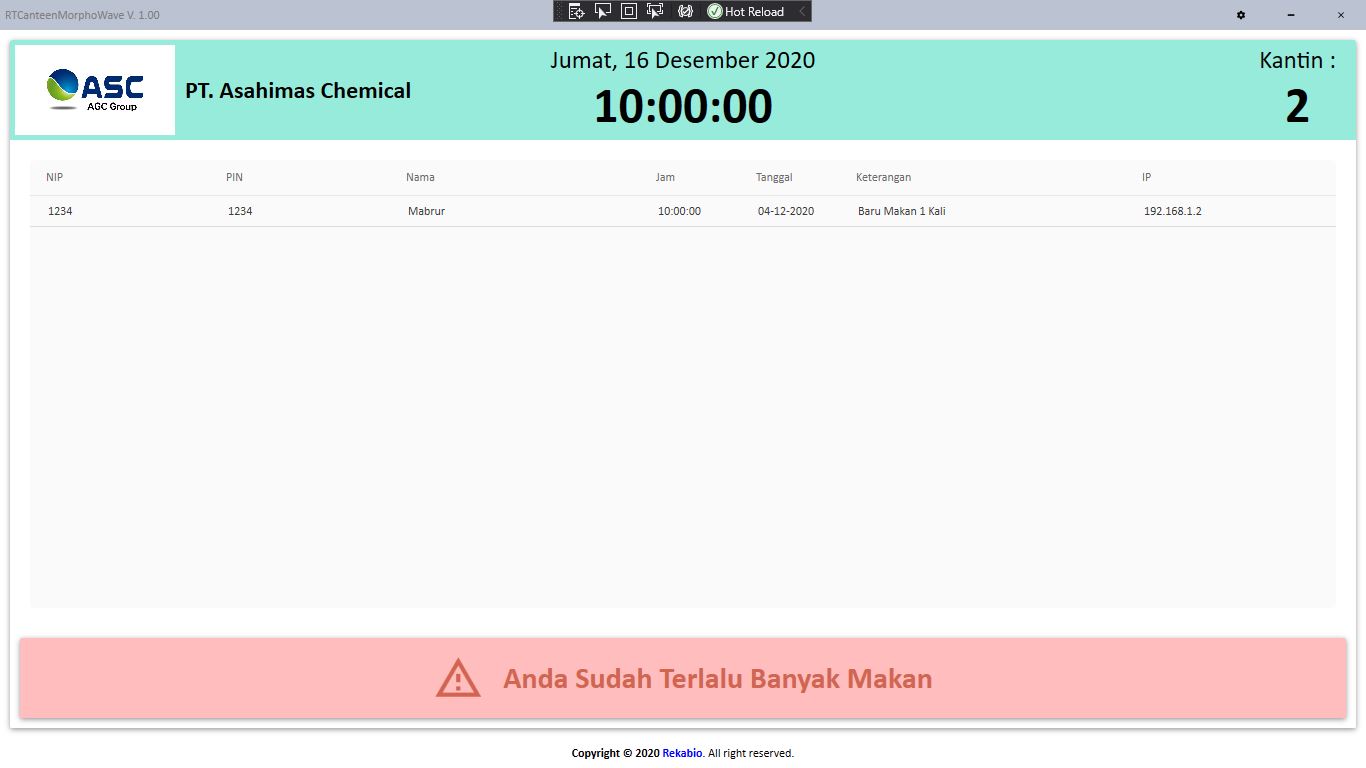 RTCanteenMorphoWave V. 1.00
Hot Reload
ASC
AGC Group
PT. Asahimas Chemical
Jumat, 16 Desember 2020
10:00:00
Kantin :
2
NIP PIN Nama Jam Tanggal Keterangan IP
1234 1234 Mabrur 10:00:00 04-12-2020 Baru Makan 1 Kali 192.168.1.2
Anda Sudah Terlalu Banyak Makan
Copyright © 2020 Rekabio. All right reserved.